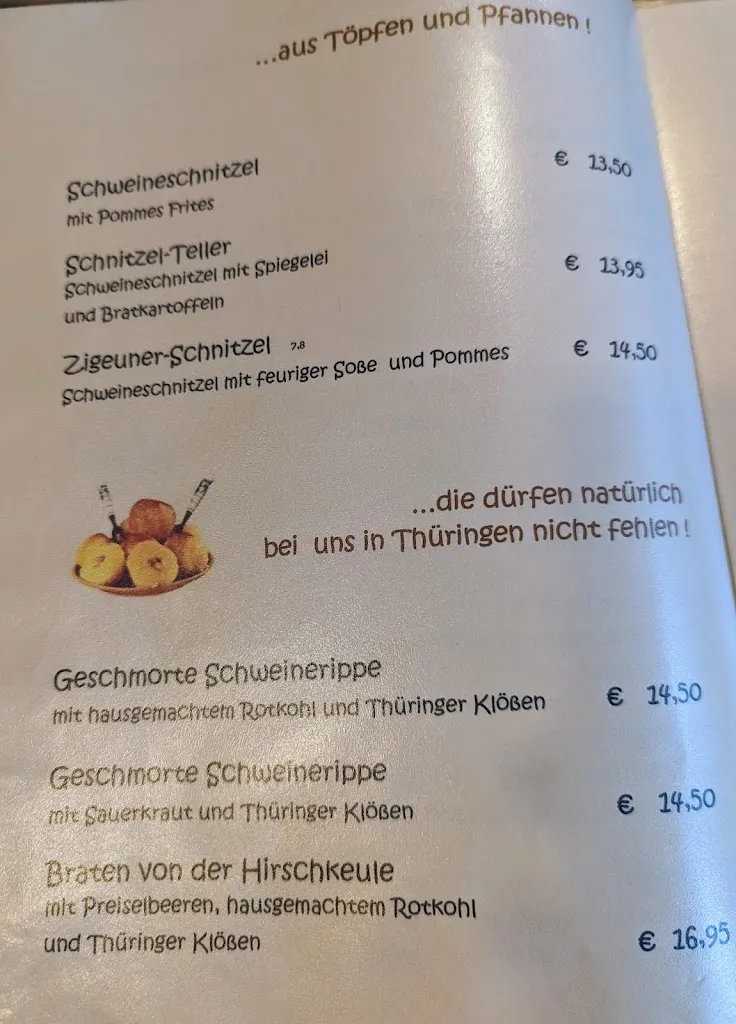 ...aus Töpfen und Pfannen!
Schweineschnitzel € 13,50
mit Pommes Frites
Schnitzel-Teller
Schweineschnitzel mit Spiegelei € 13,95
und Bratkartoffeln
Zigeuner-Schnitzel 7,8
Schweineschnitzel mit feuriger Soße und Pommes € 14,50
...die dürfen natürlich
bei uns in Thüringen nicht fehlen!
Geschmorte Schweinerippe
mit hausgemachtem Rotkohl und Thüringer Klößen € 14,50
Geschmorte Schweinerippe
mit Sauerkraut und Thüringer Klößen € 14,50
Braten von der Hirschkeule
mit Preiselbeeren, hausgemachtem Rotkohl
und Thüringer Klößen € 16,95